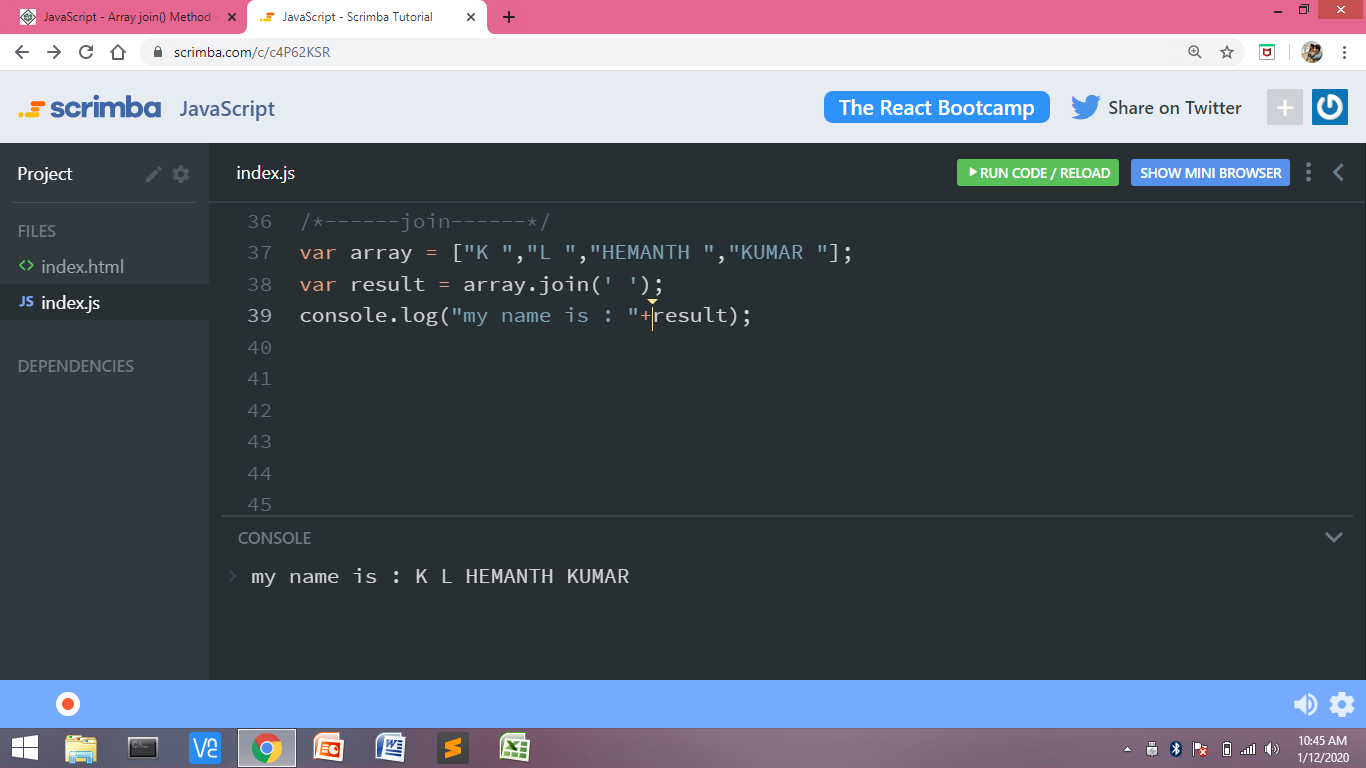 JavaScript - Array join() Method
JavaScript - Scrimba Tutorial
scrimba.com/c/c4P62KSR
scrimba JavaScript
The React Bootcamp
Share on Twitter
Project
index.js
RUN CODE / RELOAD
SHOW MINI BROWSER
FILES
index.html
JS index.js
DEPENDENCIES
36 /*------join------*/
37 var array = ["K ","L ","HEMANTH ","KUMAR "];
38 var result = array.join(' ');
39 console.log("my name is : "+result);
40
41
42
43
44
45
CONSOLE
my name is : K L HEMANTH KUMAR
10:45 AM
1/12/2020